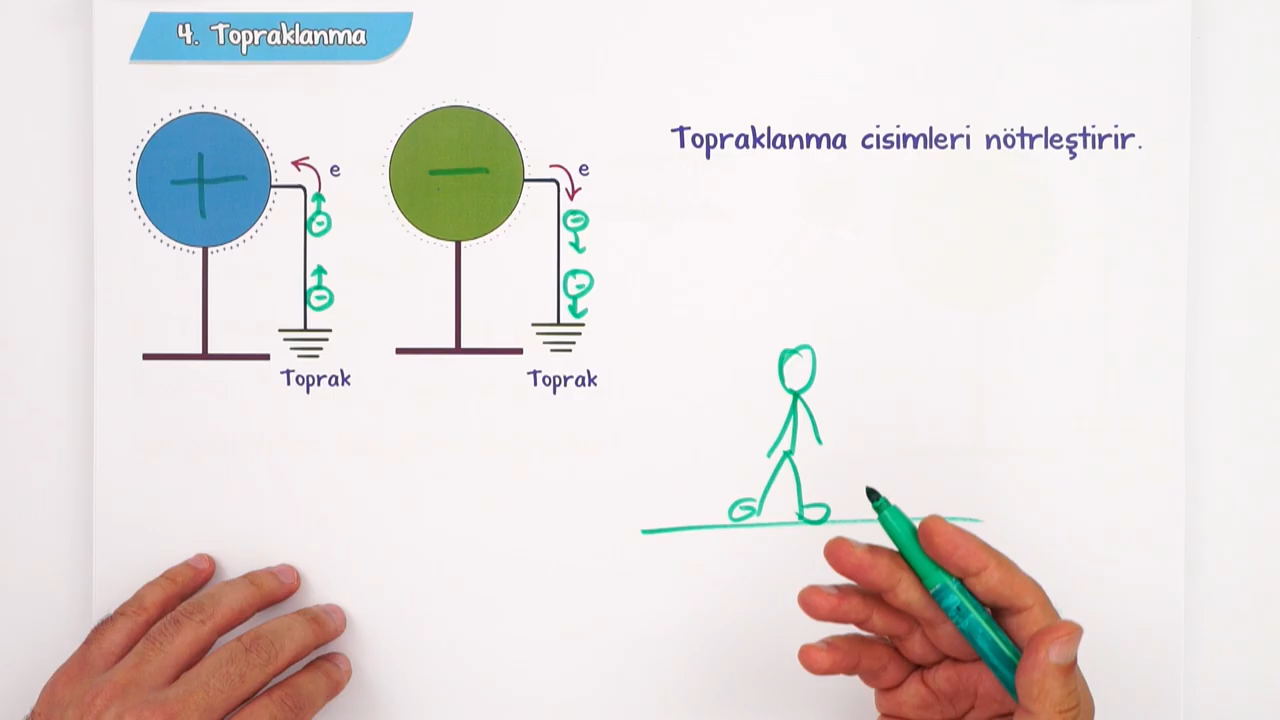 4. Topraklanma
Topraklanma cisimleri nötrleştirir.
+
e
-
-
−
e
-
-
Toprak
Toprak